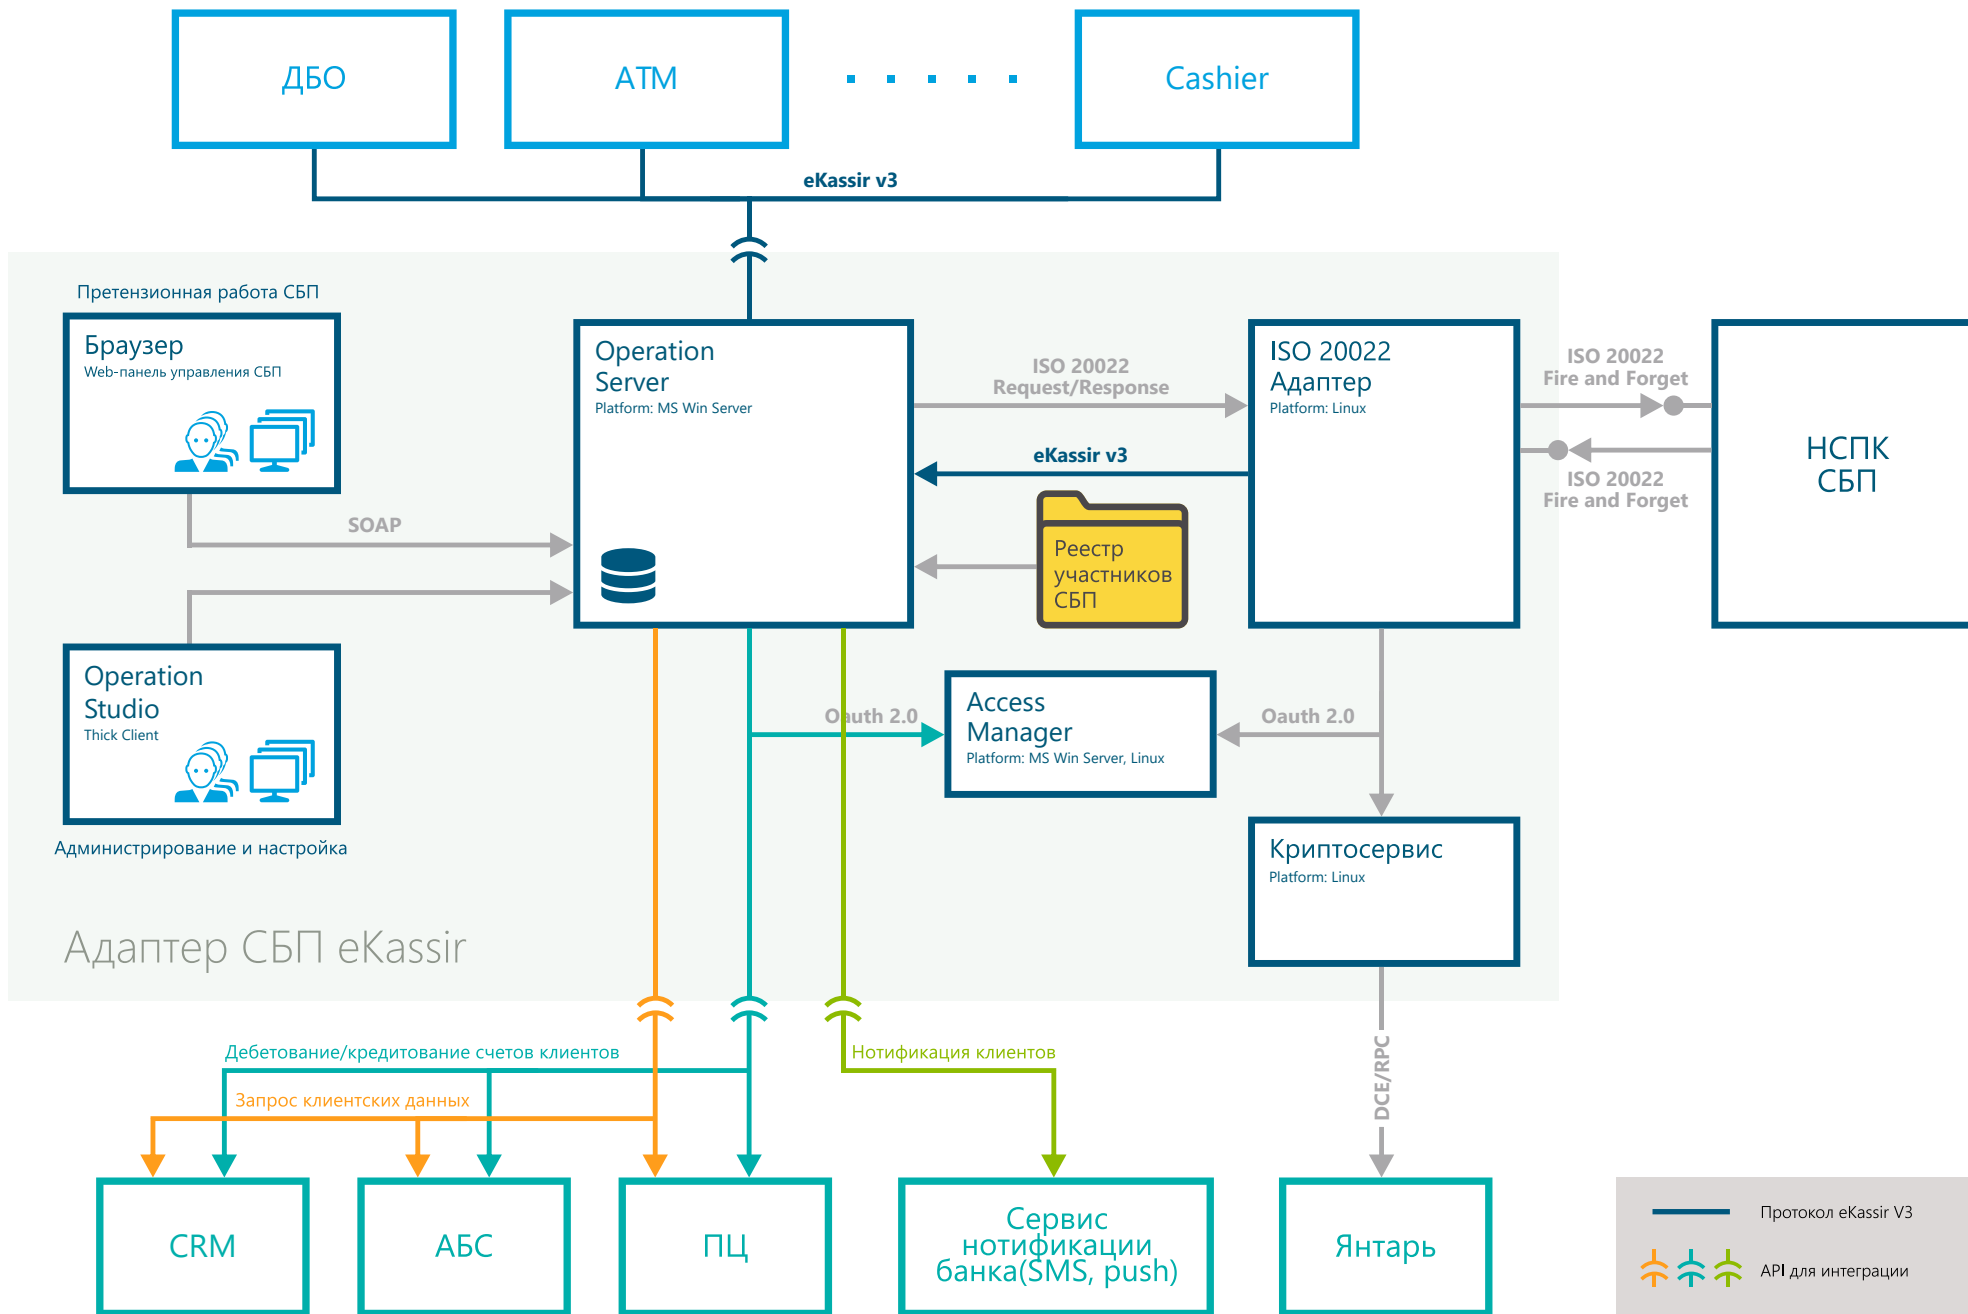 ДБО
ATM
Cashier
eKassir v3
Претензионная работа СБП
Браузер
Web-панель управления СБП
Operation
Server
Platform: MS Win Server
ISO 20022
Request/Response
ISO 20022
Адаптер
Platform: Linux
ISO 20022
Fire and Forget
НСПК
СБП
eKassir v3
ISO 20022
Fire and Forget
SOAP
Реестр
участников
СБП
Operation
Studio
Thick Client
Oauth 2.0
Access
Manager
Platform: MS Win Server, Linux
Oauth 2.0
Администрирование и настройка
Криптосервис
Platform: Linux
Адаптер СБП eKassir
Дебетование/кредитование счетов клиентов
Нотификация клиентов
Запрос клиентских данных
DCE/RPC
CRM
АБС
ПЦ
Сервис
нотификации
банка(SMS, push)
Янтарь
Протокол eKassir V3
API для интеграции